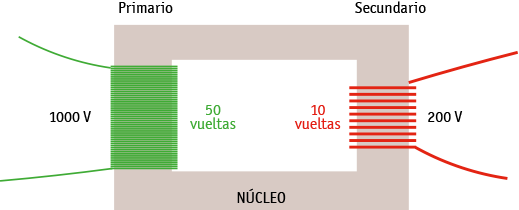 Primario
Secundario
1000 V
50
vueltas
10
vueltas
200 V
NÚCLEO